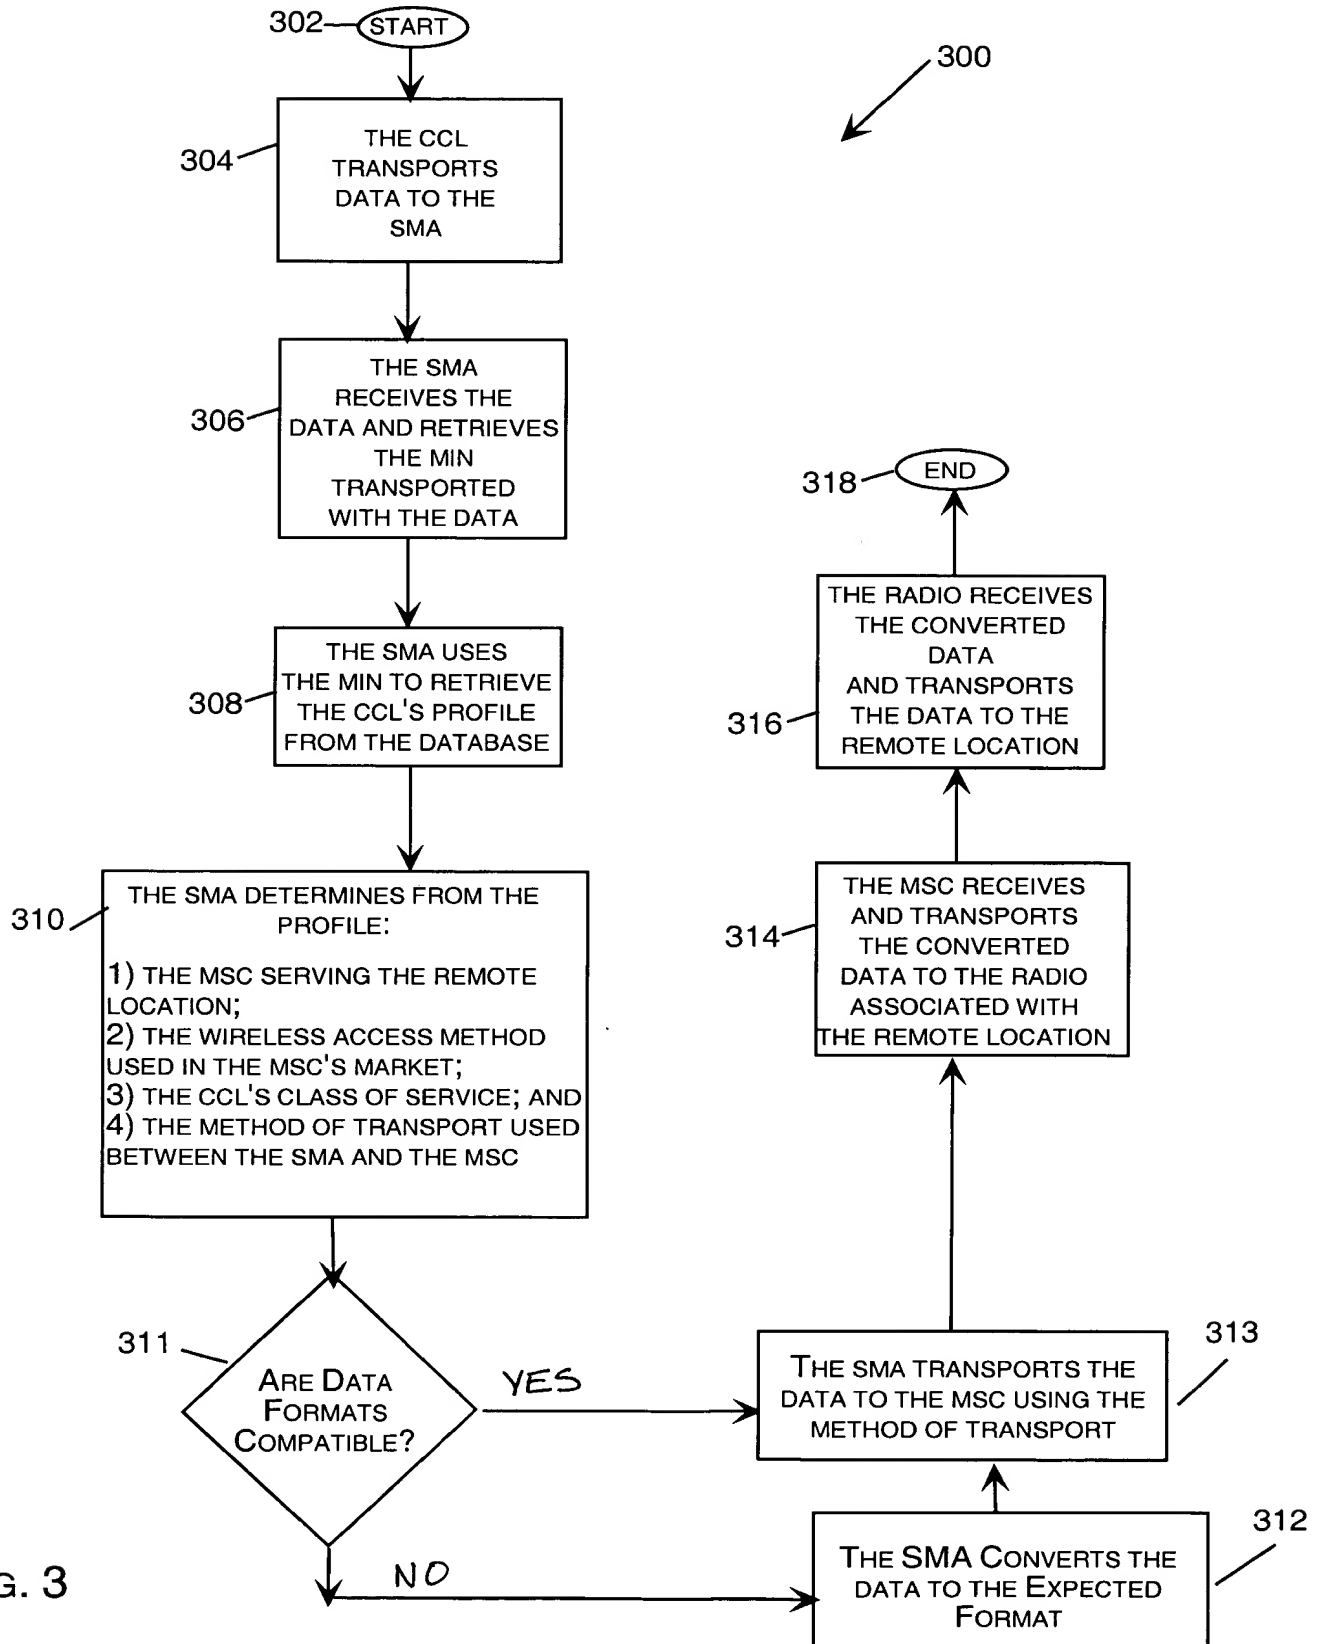 302
START
300
304
THE CCL
TRANSPORTS
DATA TO THE
SMA
306
THE SMA
RECEIVES THE
DATA AND RETRIEVES
THE MIN
TRANSPORTED
WITH THE DATA
308
THE SMA USES
THE MIN TO RETRIEVE
THE CCL'S PROFILE
FROM THE DATABASE
310
THE SMA DETERMINES FROM THE
PROFILE:
1) THE MSC SERVING THE REMOTE
LOCATION;
2) THE WIRELESS ACCESS METHOD
USED IN THE MSC'S MARKET;
3) THE CCL'S CLASS OF SERVICE; AND
4) THE METHOD OF TRANSPORT USED
BETWEEN THE SMA AND THE MSC
311
ARE DATA
FORMATS
COMPATIBLE?
YES
NO
312
THE SMA CONVERTS THE
DATA TO THE EXPECTED
FORMAT
313
THE SMA TRANSPORTS THE
DATA TO THE MSC USING THE
METHOD OF TRANSPORT
314
THE MSC RECEIVES
AND TRANSPORTS
THE CONVERTED
DATA TO THE RADIO
ASSOCIATED WITH
THE REMOTE LOCATION
316
THE RADIO RECEIVES
THE CONVERTED
DATA
AND TRANSPORTS
THE DATA TO THE
REMOTE LOCATION
318
END
G. 3